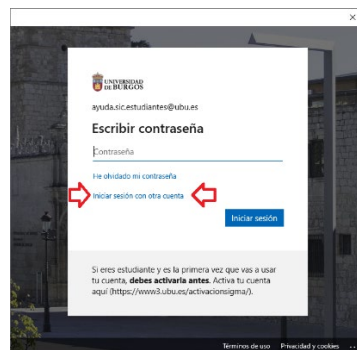 UNIVERSIDAD
DE BURGOS
ayuda.sic.estudiantes@ubu.es
Escribir contraseña
Contraseña
He olvidado mi contraseña
Iniciar sesión con otra cuenta
Iniciar sesión
Si eres estudiante y es la primera vez que vas a usar
tu cuenta, debes activarla antes. Activa tu cuenta
aquí (https://www3.ubu.es/activacionsigma/).
Términos de uso Privacidad y cookies ...